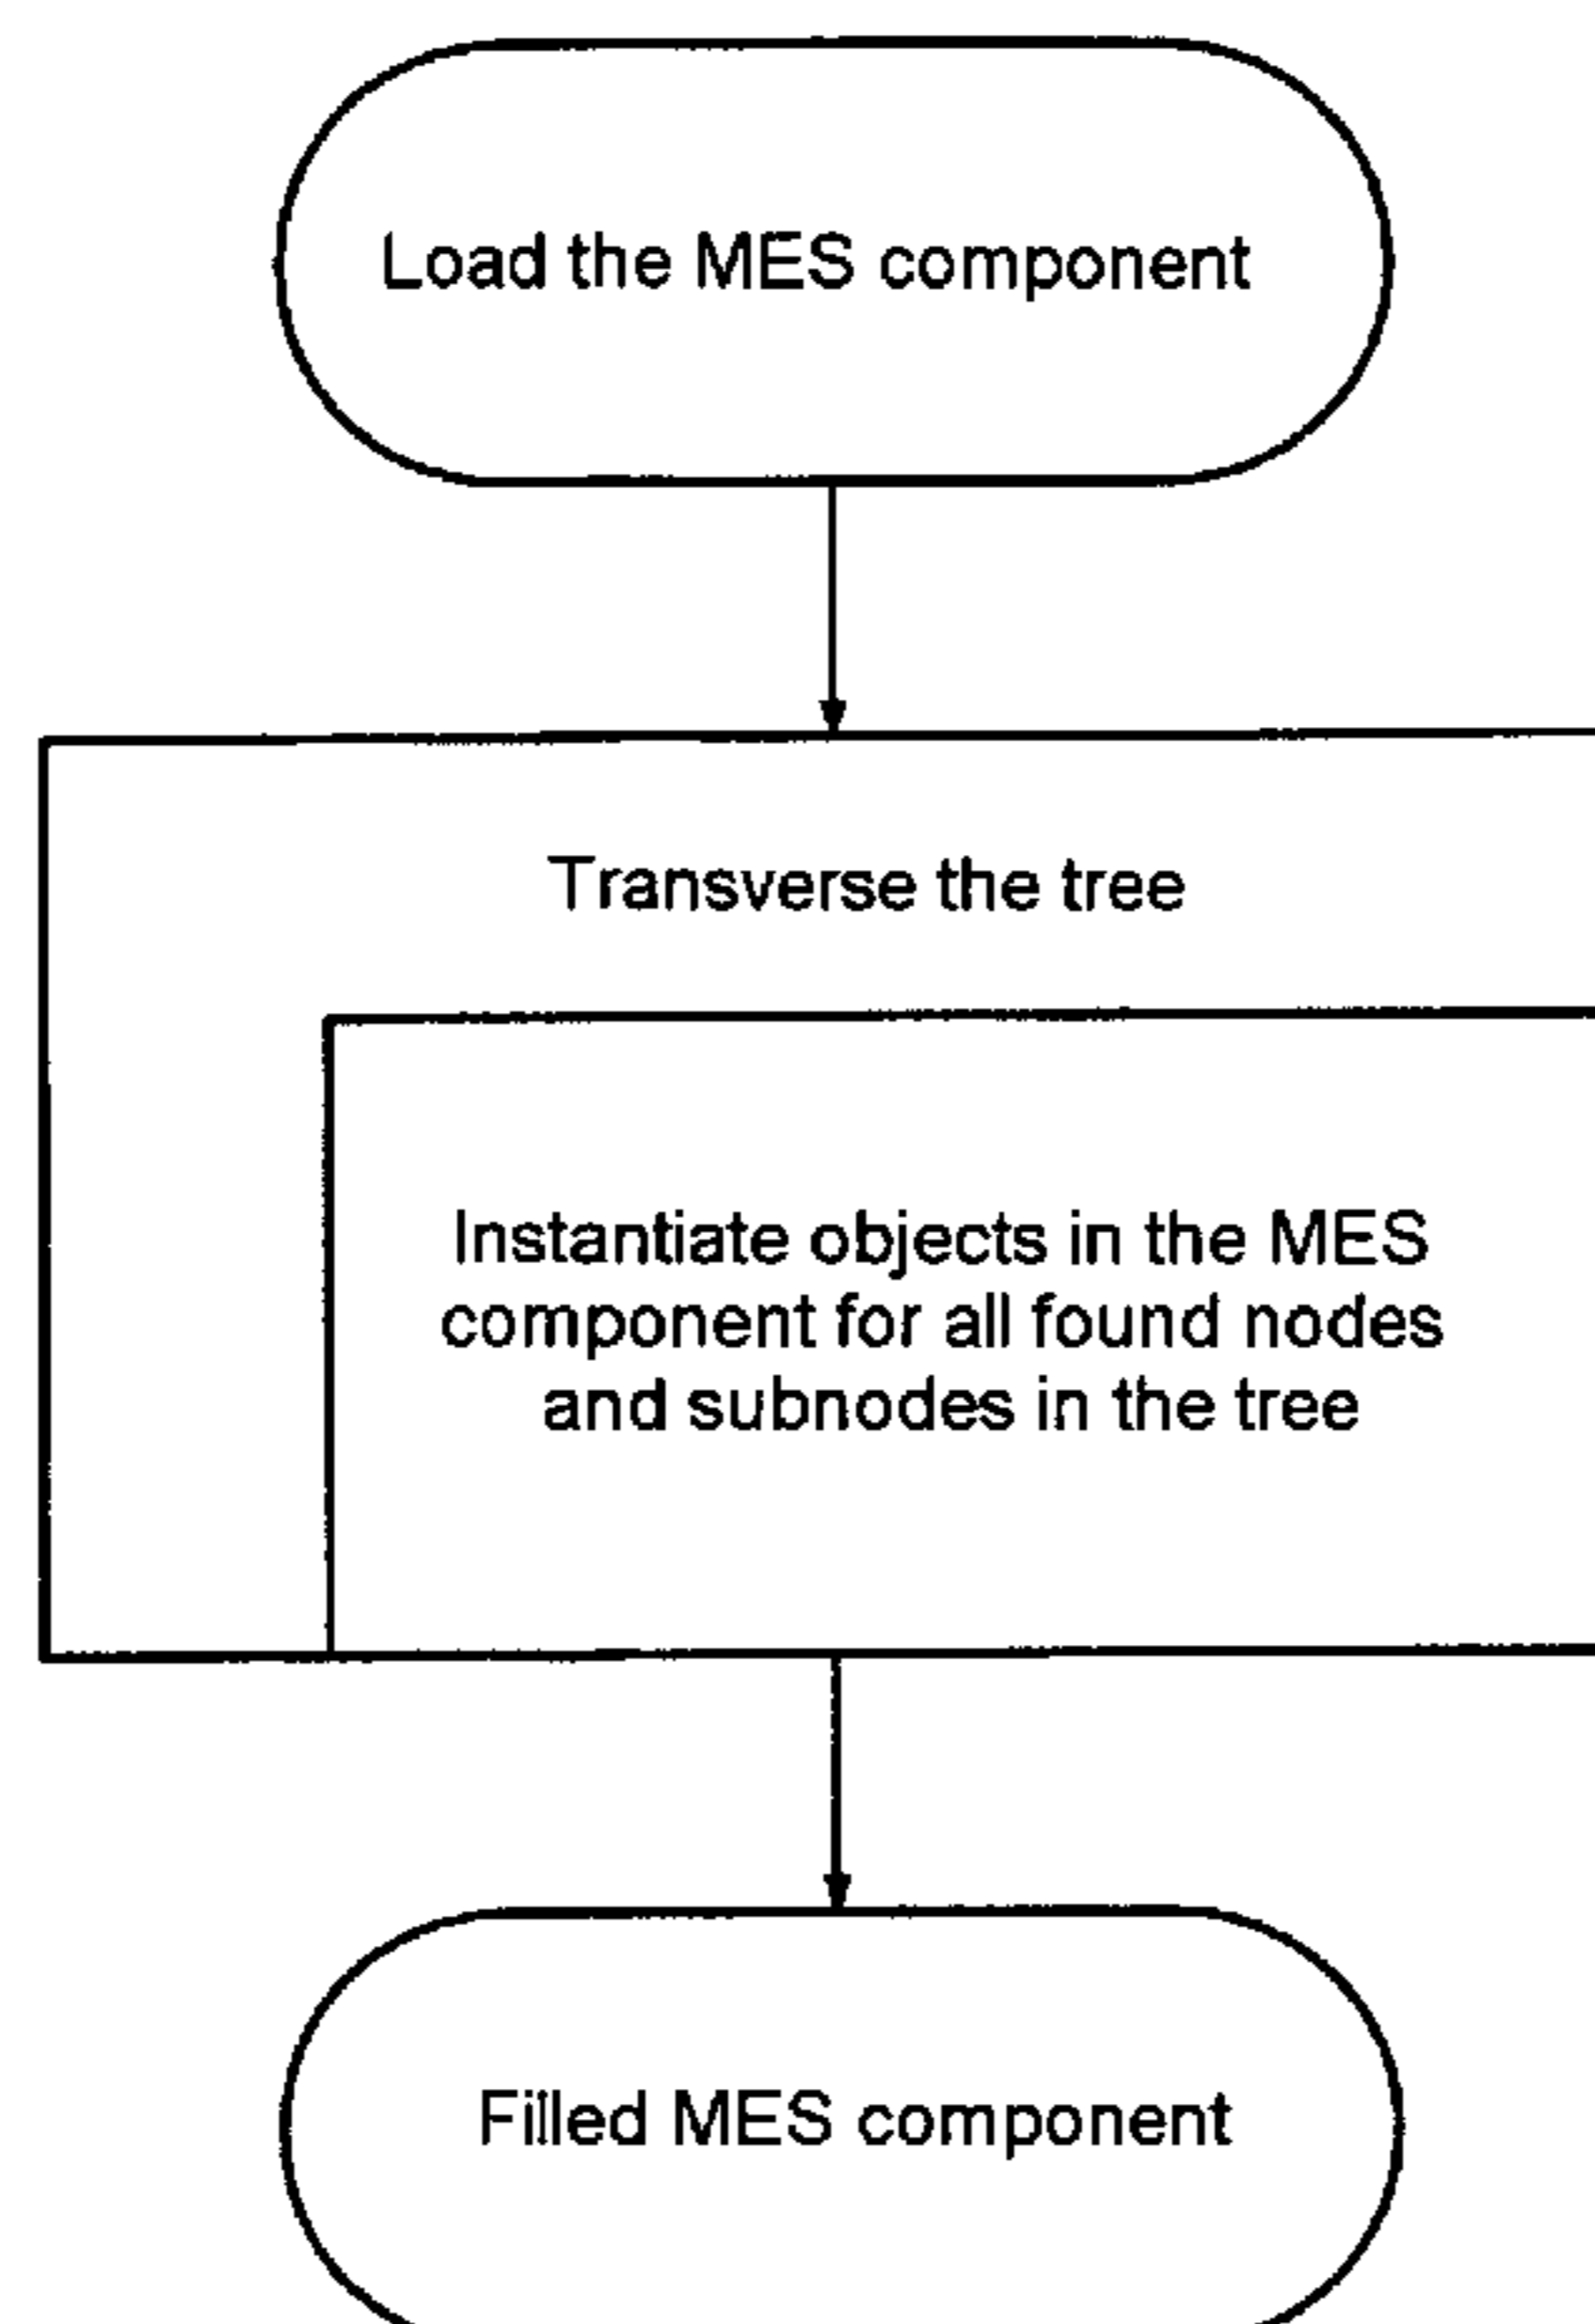 Load the MES component
Transverse the tree
Instantiate objects in the MES
component for all found nodes
and subnodes in the tree
Filled MES component